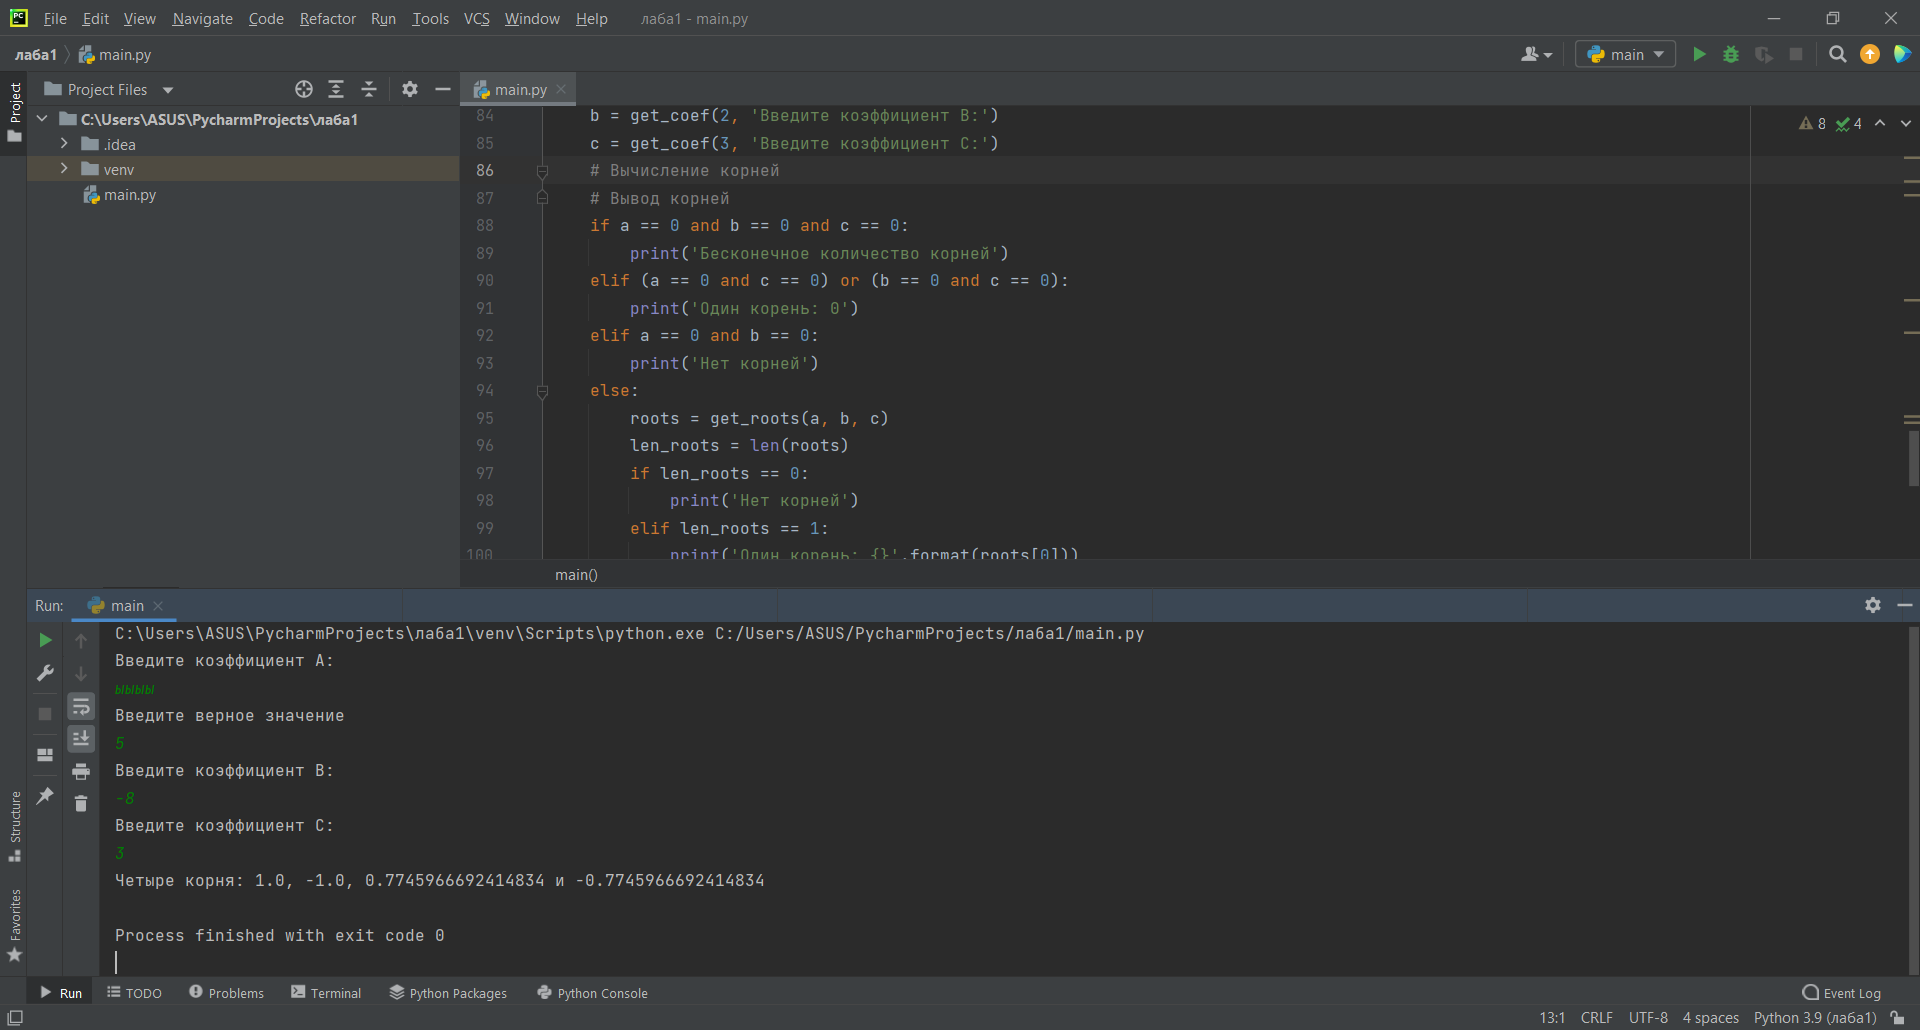 File Edit View Navigate Code Refactor Run Tools VCS Window Help лаба1 - main.py
лаба1 main.py
main
Project
Project Files
main.py
C:\Users\ASUS\PycharmProjects\лаба1
.idea
venv
main.py
8 4
84 b = get_coef(2, 'Введите коэффициент B:')
85 c = get_coef(3, 'Введите коэффициент C:')
86 # Вычисление корней
87 # Вывод корней
88 if a == 0 and b == 0 and c == 0:
89 print('Бесконечное количество корней')
90 elif (a == 0 and c == 0) or (b == 0 and c == 0):
91 print('Один корень: 0')
92 elif a == 0 and b == 0:
93 print('Нет корней')
94 else:
95 roots = get_roots(a, b, c)
96 len_roots = len(roots)
97 if len_roots == 0:
98 print('Нет корней')
99 elif len_roots == 1:
100 print('Один корень: {}'.format(roots[0]))
main()
Run: main
C:\Users\ASUS\PycharmProjects\лаба1\venv\Scripts\python.exe C:/Users/ASUS/PycharmProjects/лаба1/main.py
Введите коэффициент A:
ыыыы
Введите верное значение
5
Введите коэффициент B:
-8
Введите коэффициент C:
3
Четыре корня: 1.0, -1.0, 0.7745966692414834 и -0.7745966692414834
Process finished with exit code 0
Structure
Favorites
Run TODO Problems Terminal Python Packages Python Console Event Log
13:1 CRLF UTF-8 4 spaces Python 3.9 (лаба1)